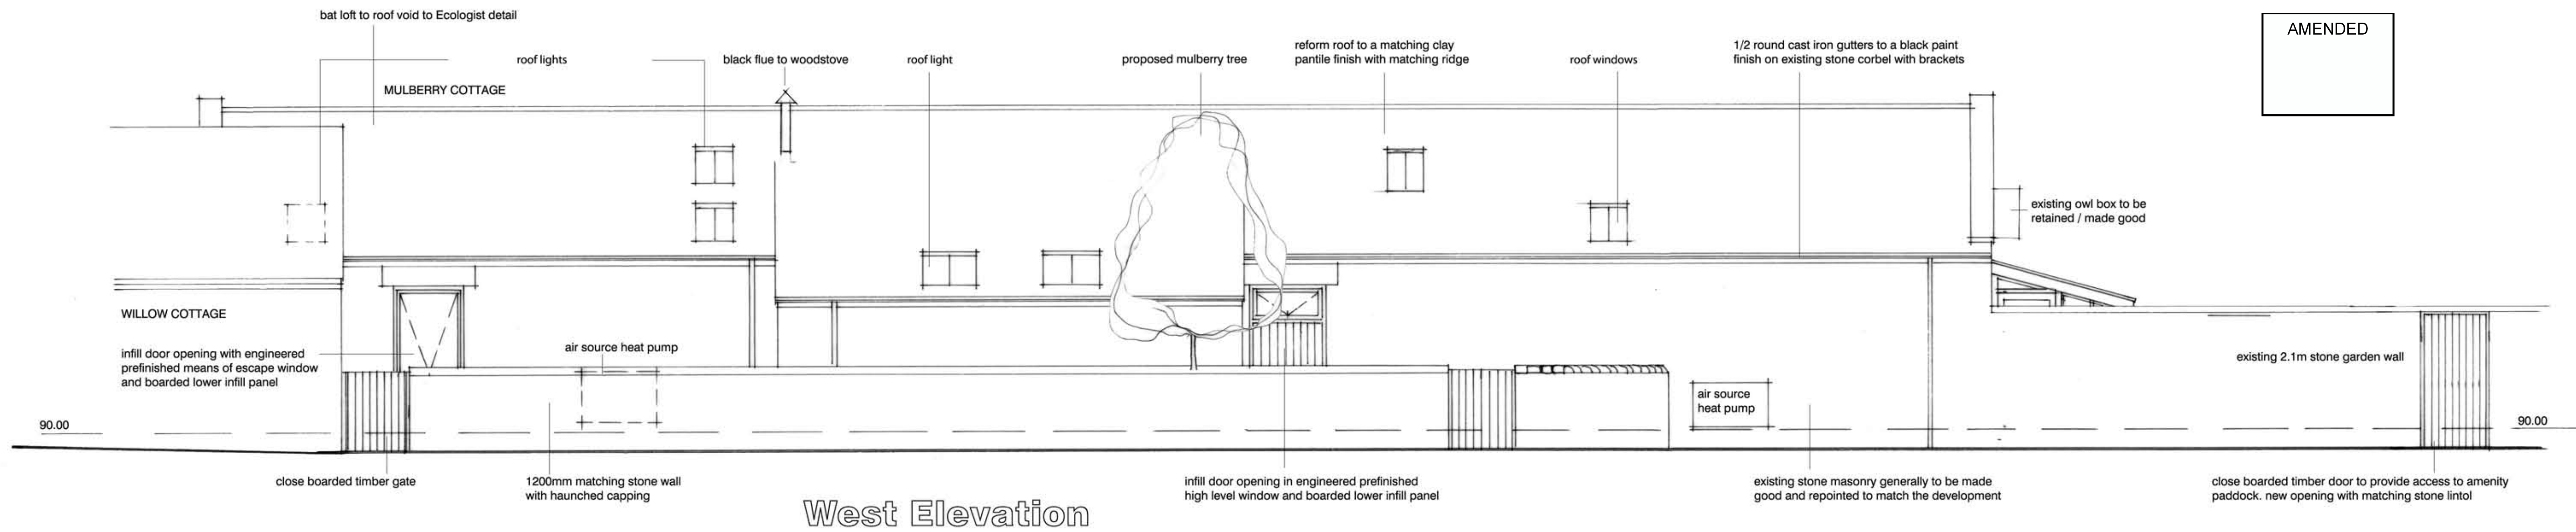 bat loft to roof void to Ecologist detail
AMENDED
roof lights
black flue to woodstove
roof light
proposed mulberry tree
reform roof to a matching clay
pantile finish with matching ridge
roof windows
1/2 round cast iron gutters to a black paint
finish on existing stone corbel with brackets
MULBERRY COTTAGE
existing owl box to be
retained / made good
WILLOW COTTAGE
infill door opening with engineered
prefinished means of escape window
and boarded lower infill panel
air source heat pump
existing 2.1m stone garden wall
air source
heat pump
90.00
90.00
close boarded timber gate
1200mm matching stone wall
with haunched capping
infill door opening in engineered prefinished
high level window and boarded lower infill panel
existing stone masonry generally to be made
good and repointed to match the development
close boarded timber door to provide access to amenity
paddock. new opening with matching stone lintol
West Elevation